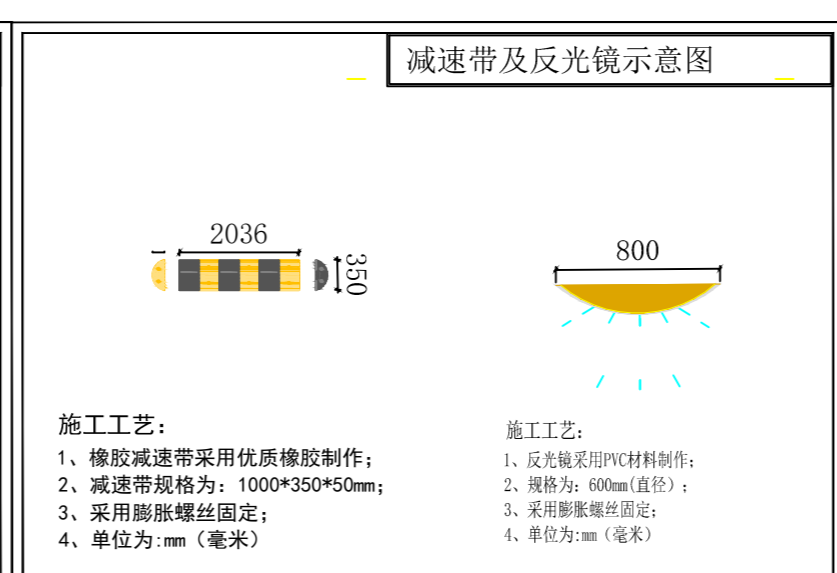 减速带及反光镜示意图
2036
350
800
施工工艺：
1、橡胶减速带采用优质橡胶制作；
2、减速带规格为：1000*350*50mm；
3、采用膨胀螺丝固定；
4、单位为:mm（毫米）
施工工艺：
1、反光镜采用PVC材料制作；
2、规格为：600mm(直径）；
3、采用膨胀螺丝固定；
4、单位为:mm（毫米）